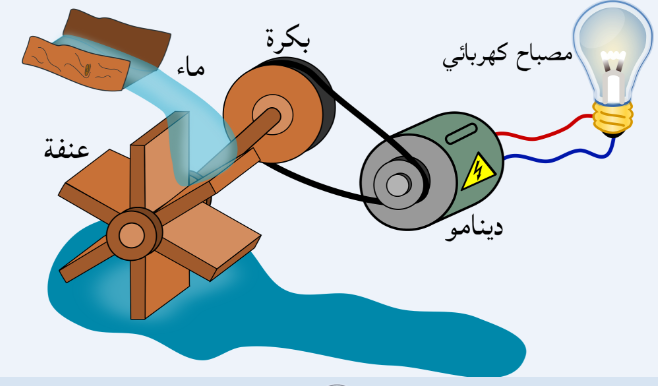 بكرة
مصباح كهربائي
ماء
عنفة
دينامو